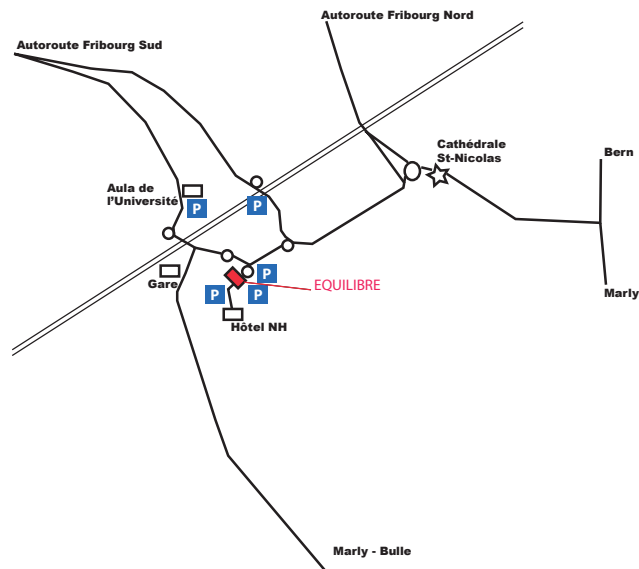 Autoroute Fribourg Nord
Autoroute Fribourg Sud
Cathédrale
St-Nicolas
Bern
Aula de
l'Université
P
P
P
Gare
EQUILIBRE
P
P
Marly
Hôtel NH
Marly - Bulle